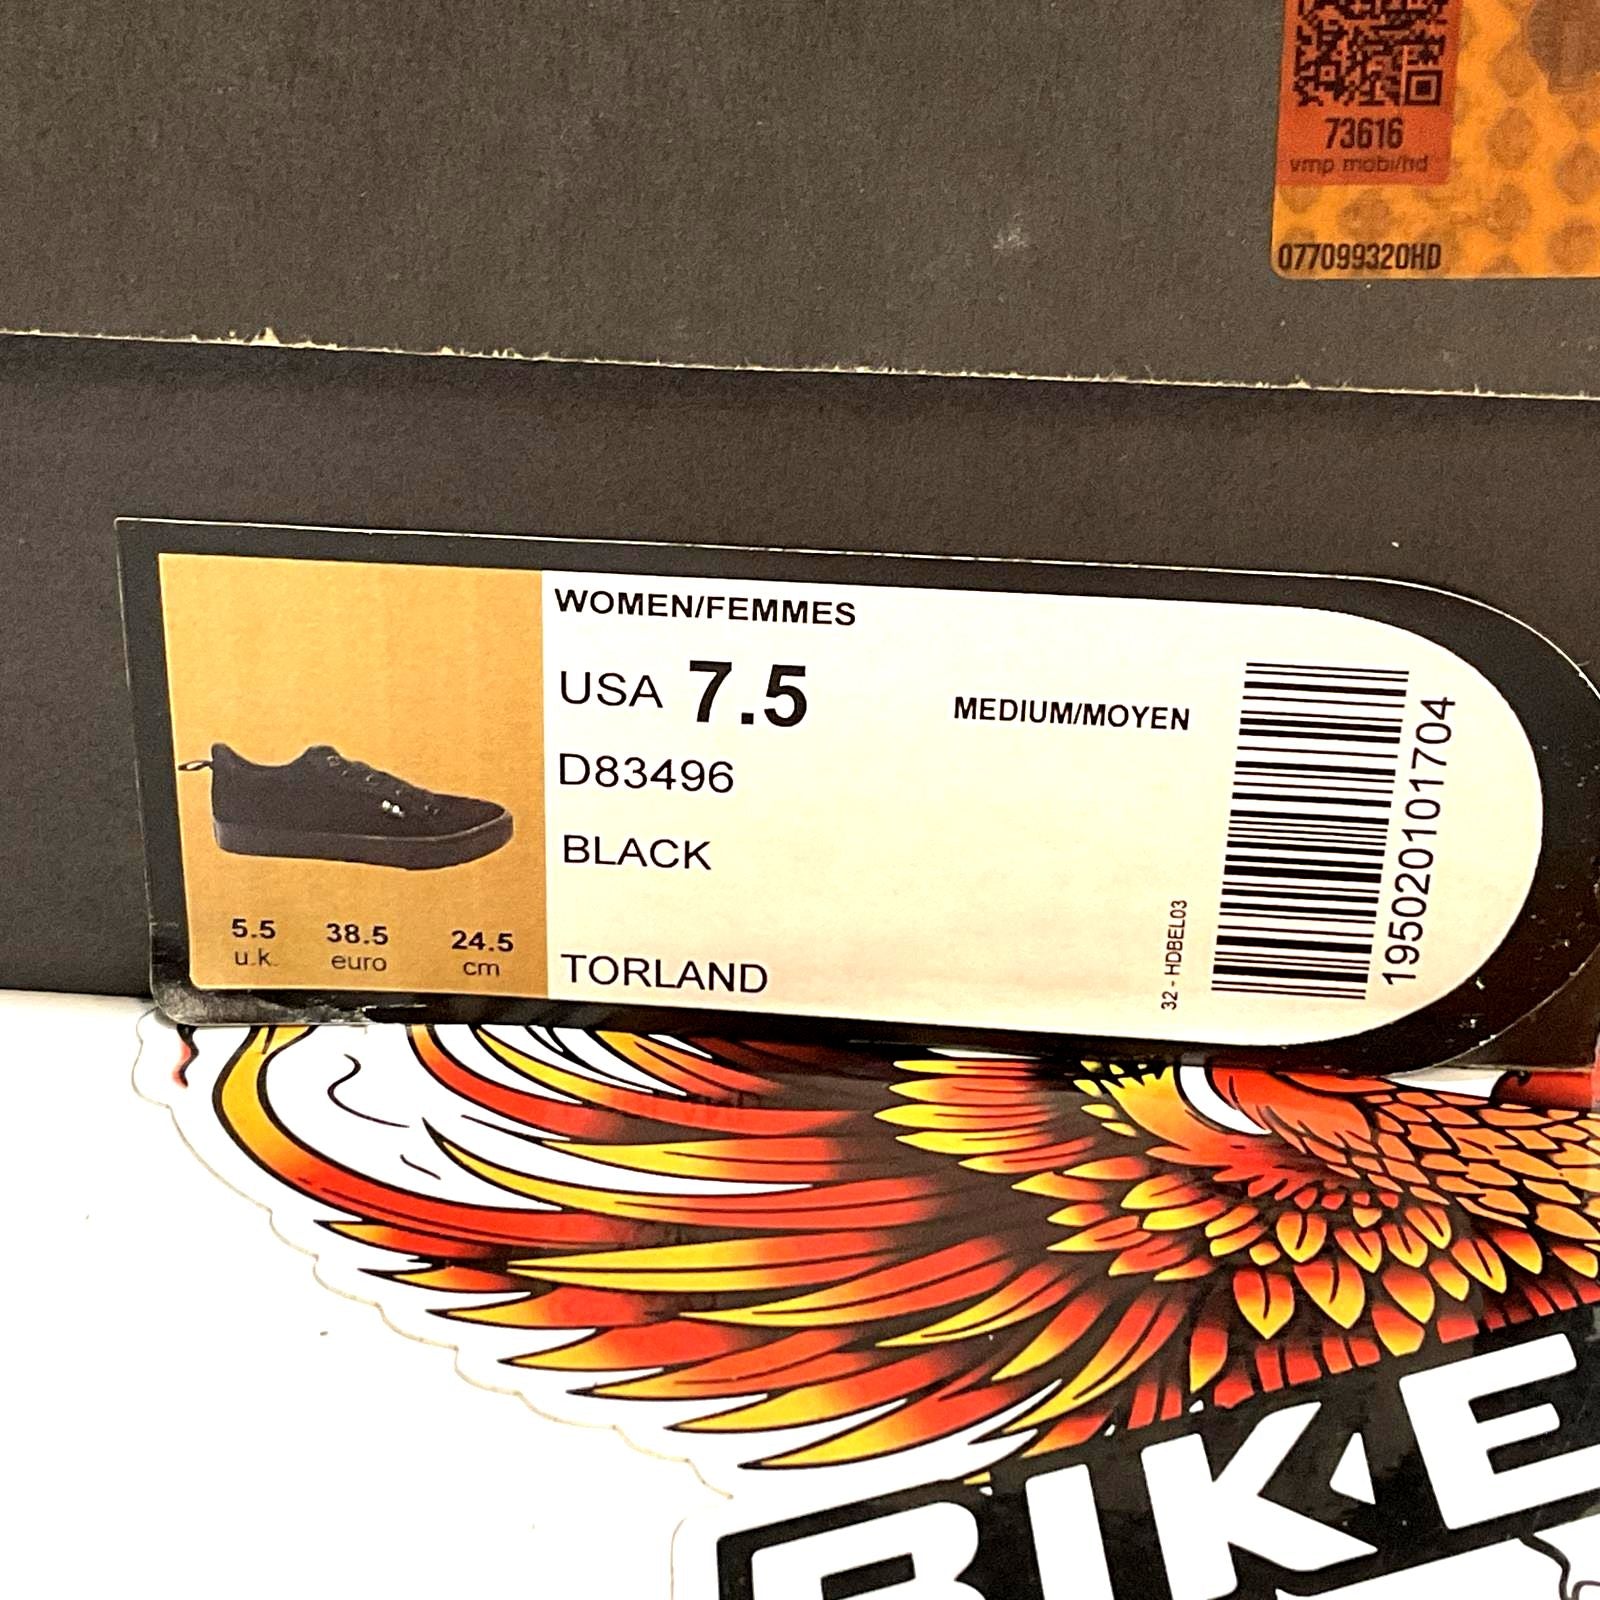 73616
vmp mobi/hd
077099320HD
WOMEN/FEMMES
USA 7.5
MEDIUM/MOYEN
D83496
BLACK
TORLAND
5.5 38.5 24.5
u.k. euro cm
32 - HDBEL03
195020101704
BIKE